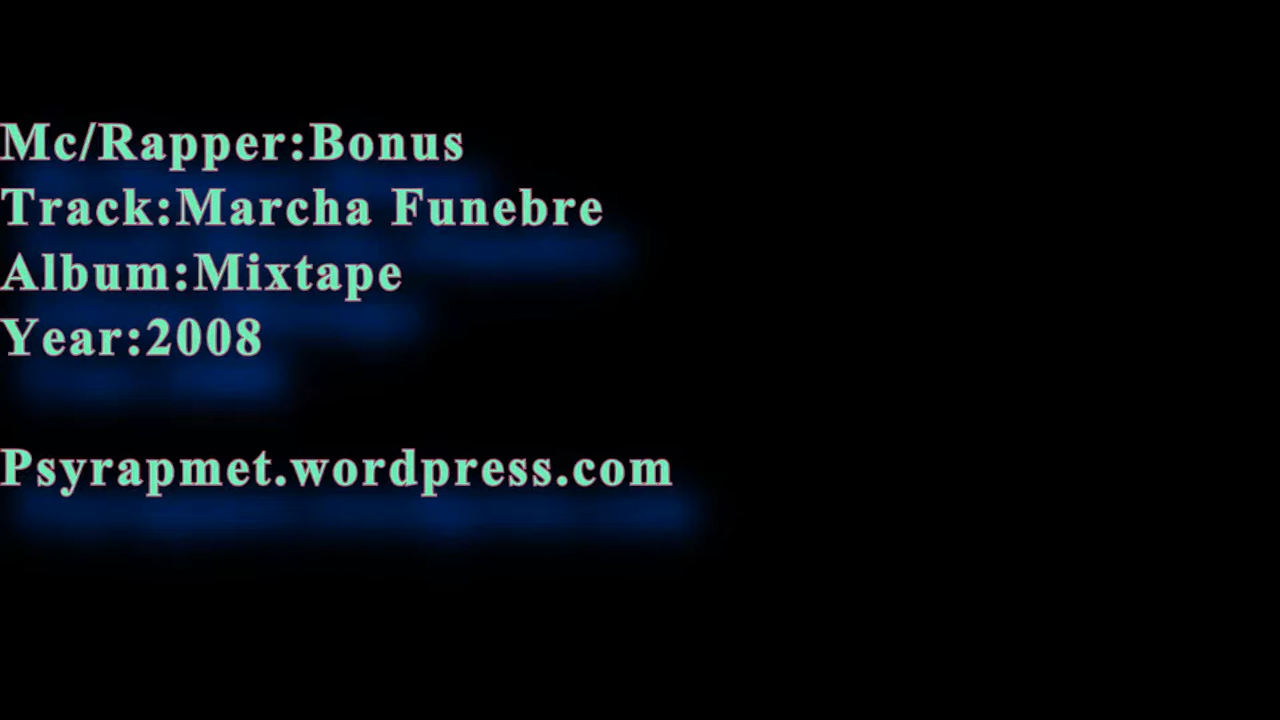 Mc/Rapper:Bonus
Track:Marcha Funebre
Album:Mixtape
Year:2008
Psyrapmet.wordpress.com